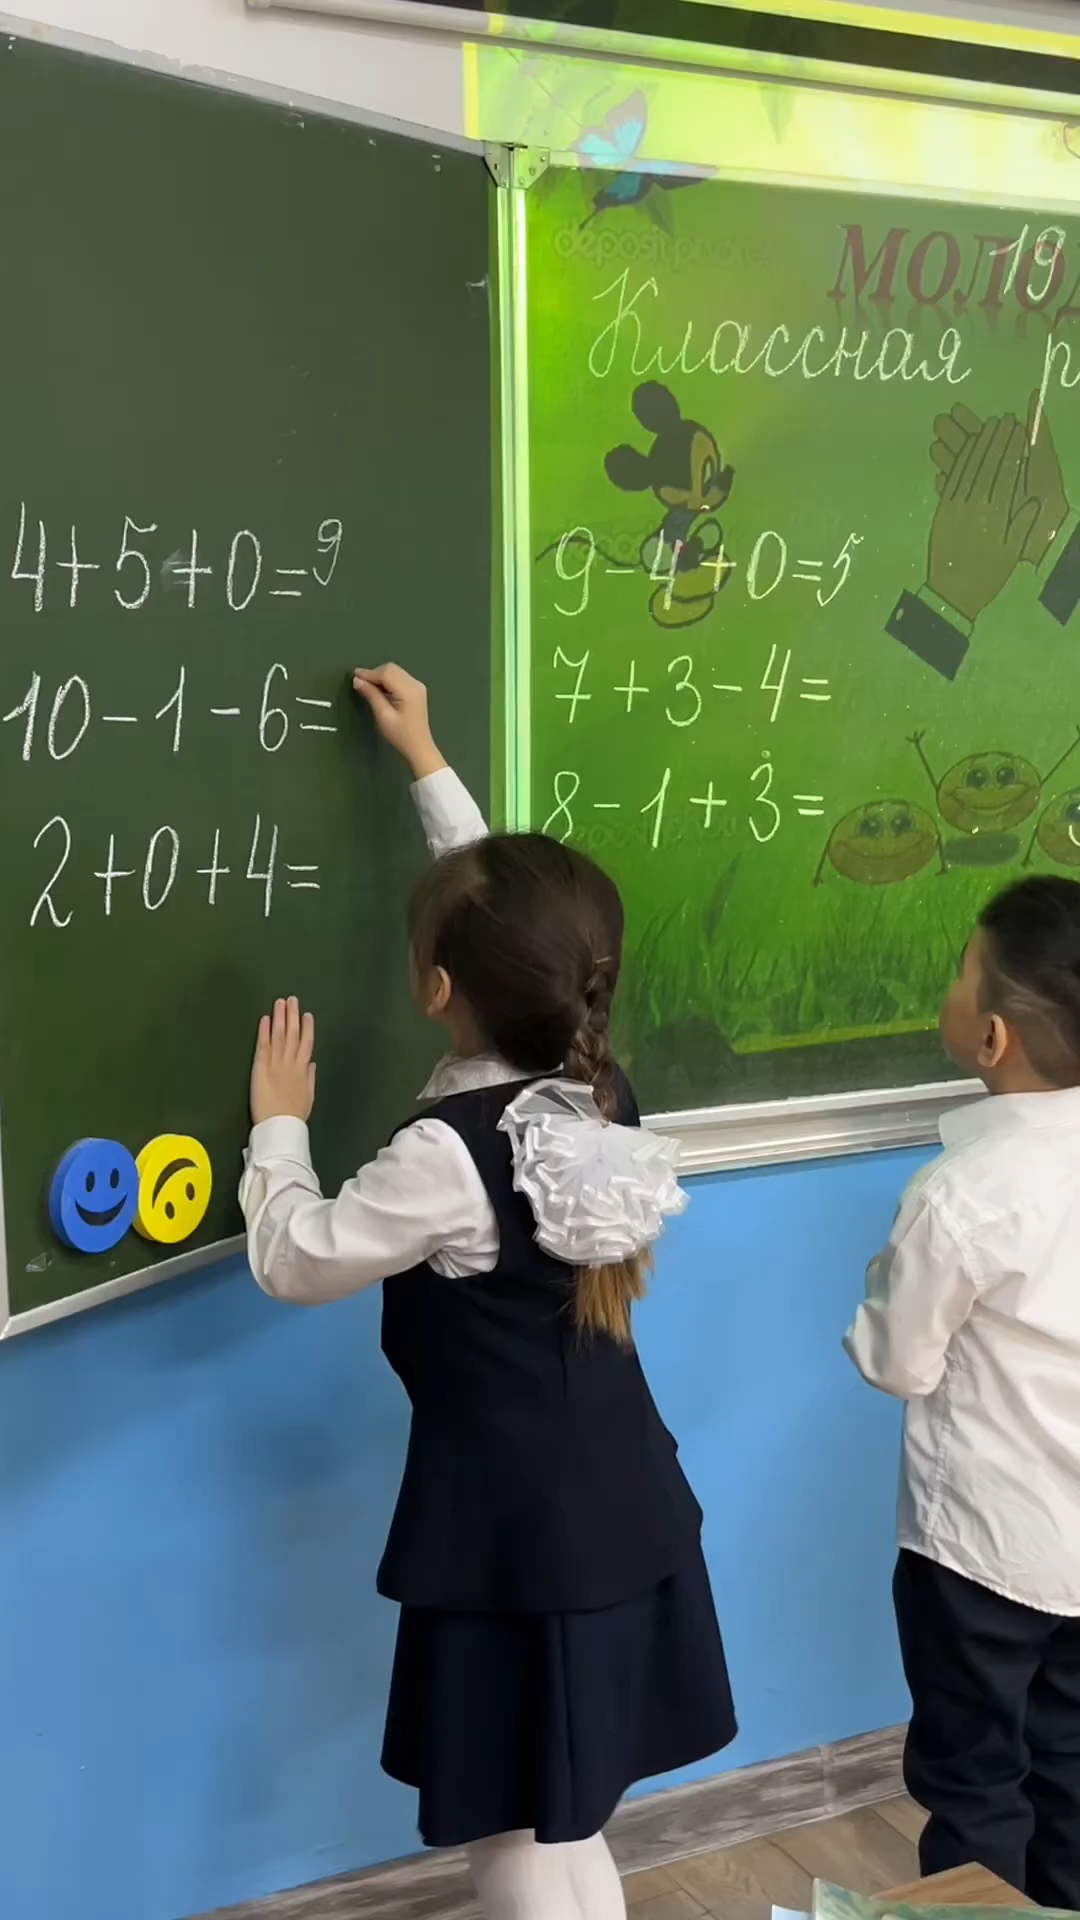 4+5+0=9
10-1-6=
2+0+4=
depositphotos
МОЛОД
19
Классная р
9-4+0=5
7+3-4=
8-1+3=